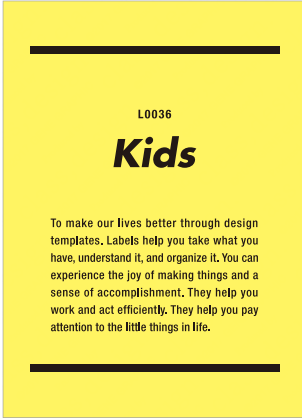 L0036
Kids
To make our lives better through design
templates. Labels help you take what you
have, understand it, and organize it. You can
experience the joy of making things and a
sense of accomplishment. They help you
work and act efficiently. They help you pay
attention to the little things in life.